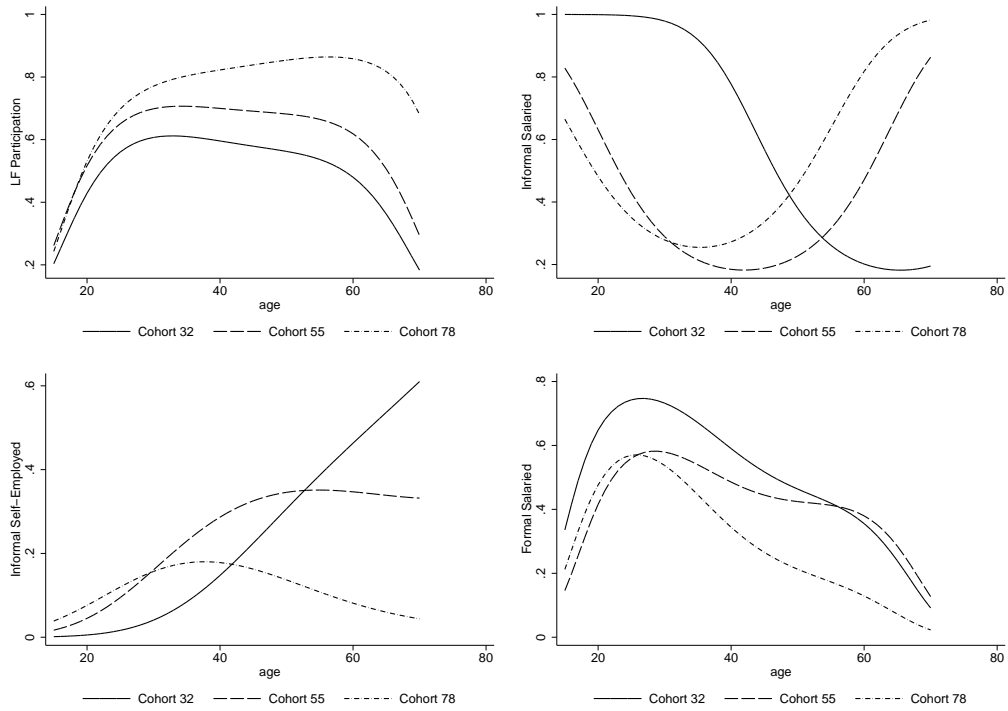 LF Participation
.2 .4 .6 .8 1
20 40 60 80
age
Cohort 32 Cohort 55 Cohort 78
Informal Salaried
.2 .4 .6 .8 1
20 40 60 80
age
Cohort 32 Cohort 55 Cohort 78
Informal Self−Employed
0 .2 .4 .6
20 40 60 80
age
Cohort 32 Cohort 55 Cohort 78
Formal Salaried
0 .2 .4 .6 .8
20 40 60 80
age
Cohort 32 Cohort 55 Cohort 78